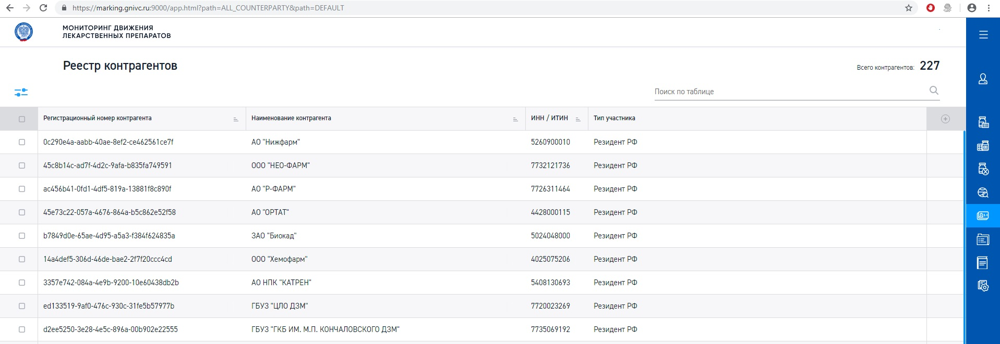 https://marking.gnivc.ru:9000/app.html?path=ALL_COUNTERPARTY&path=DEFAULT
МОНИТОРИНГ ДВИЖЕНИЯ
ЛЕКАРСТВЕННЫХ ПРЕПАРАТОВ
Реестр контрагентов
Всего контрагентов: 227
Поиск по таблице
Регистрационный номер контрагента Наименование контрагента ИНН / ИТИН Тип участника
0c290e4a-aabb-40ae-8ef2-ce462561ce7f АО "Нижфарм" 5260900010 Резидент РФ
45c8b14c-ad7f-4d2c-9afa-b835fa749591 ООО "НЕО-ФАРМ" 7732121736 Резидент РФ
ac456b41-0fd1-4df5-819a-13881f8c890f АО "Р-ФАРМ" 7726311464 Резидент РФ
45e73c22-057a-4676-864a-b5c862e52f58 АО "ОРТАТ" 4428000115 Резидент РФ
b7849d0e-65ae-4d95-a5a3-f384f624835a ЗАО "Биокад" 5024048000 Резидент РФ
14a4def5-306d-46de-bae2-2f7f20ccc4cd ООО "Хемофарм" 4025075206 Резидент РФ
3357e742-084a-4e9b-9200-10e60438db2b АО НПК "КАТРЕН" 5408130693 Резидент РФ
ed133519-9af0-476c-930c-31fe5b57977b ГБУЗ "ЦЛО ДЗМ" 7720023269 Резидент РФ
d2ee5250-3e28-4e5c-896a-00b902e22555 ГБУЗ "ГКБ ИМ. М.П. КОНЧАЛОВСКОГО ДЗМ" 7735069192 Резидент РФ